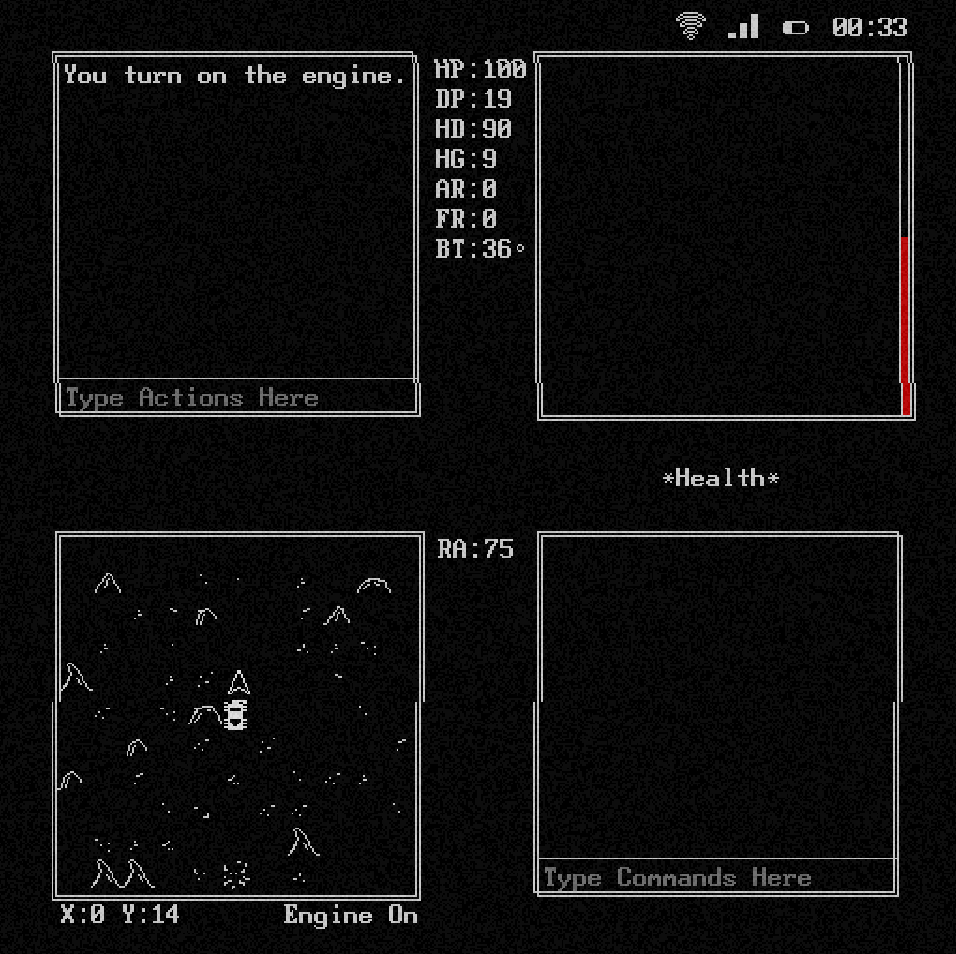 00:33
You turn on the engine.
HP:100
DP:19
HD:90
HG:9
AR:0
FR:0
BT:36°
Type Actions Here
*Health*
RA:75
Type Commands Here
X:0 Y:14
Engine On